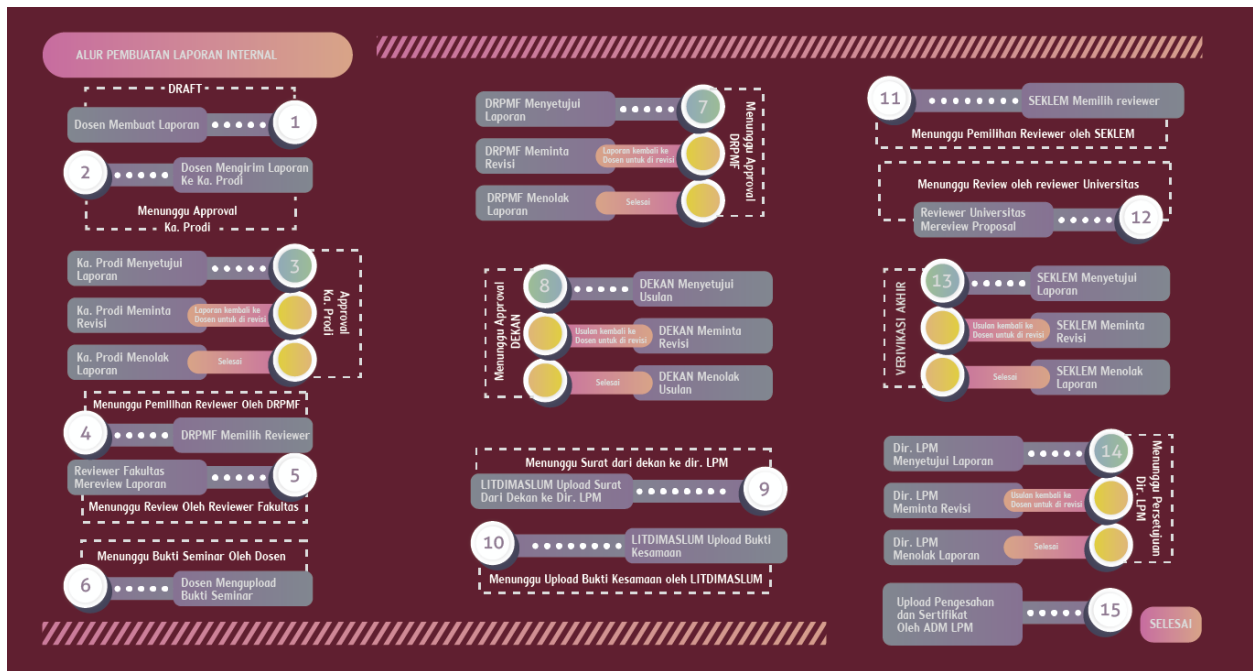 ALUR PEMBUATAN LAPORAN INTERNAL
DRAFT
Dosen Membuat Laporan
1
2
Dosen Mengirim Laporan
Ke Ka. Prodi
Menunggu Approval
Ka. Prodi
Ka. Prodi Menyetujui
Laporan
3
Ka. Prodi Meminta
Revisi
Laporan kembali ke
Dosen untuk di revisi
Ka. Prodi Menolak
Laporan
Selesai
Approval
Ka. Prodi
Menunggu Pemilihan Reviewer Oleh DRPMF
4
DRPMF Memilih Reviewer
Reviewer Fakultas
Mereview Laporan
5
Menunggu Review Oleh Reviewer Fakultas
Menunggu Bukti Seminar Oleh Dosen
6
Dosen Mengupload
Bukti Seminar
DRPMF Menyetujui
Laporan
7
DRPMF Meminta
Revisi
Laporan kembali ke
Dosen untuk di revisi
DRPMF Menolak
Laporan
Selesai
Menunggu Approval
DRPMF
8
DEKAN Menyetujui
Usulan
Usulan kembali ke
Dosen untuk di revisi
DEKAN Meminta
Revisi
Selesai
DEKAN Menolak
Usulan
Menunggu Approval
DEKAN
Menunggu Surat dari dekan ke dir. LPM
LITDIMASLUM Upload Surat
Dari Dekan ke Dir. LPM
9
10
LITDIMASLUM Upload Bukti
Kesamaan
Menunggu Upload Bukti Kesamaan oleh LITDIMASLUM
11
SEKLEM Memilih reviewer
Menunggu Pemilihan Reviewer oleh SEKLEM
Menunggu Review oleh reviewer Universitas
Reviewer Universitas
Mereview Proposal
12
13
SEKLEM Menyetujui
Laporan
Usulan kembali ke
Dosen untuk di revisi
SEKLEM Meminta
Revisi
Selesai
SEKLEM Menolak
Laporan
VERIVIKASI AKHIR
Dir. LPM
Menyetujui Laporan
14
Dir. LPM
Meminta Revisi
Usulan kembali ke
Dosen untuk di revisi
Dir. LPM
Menolak Laporan
Selesai
Menunggu Persetujuan
Dir. LPM
Upload Pengesahan
dan Sertifikat
Oleh ADM LPM
15
SELESAI